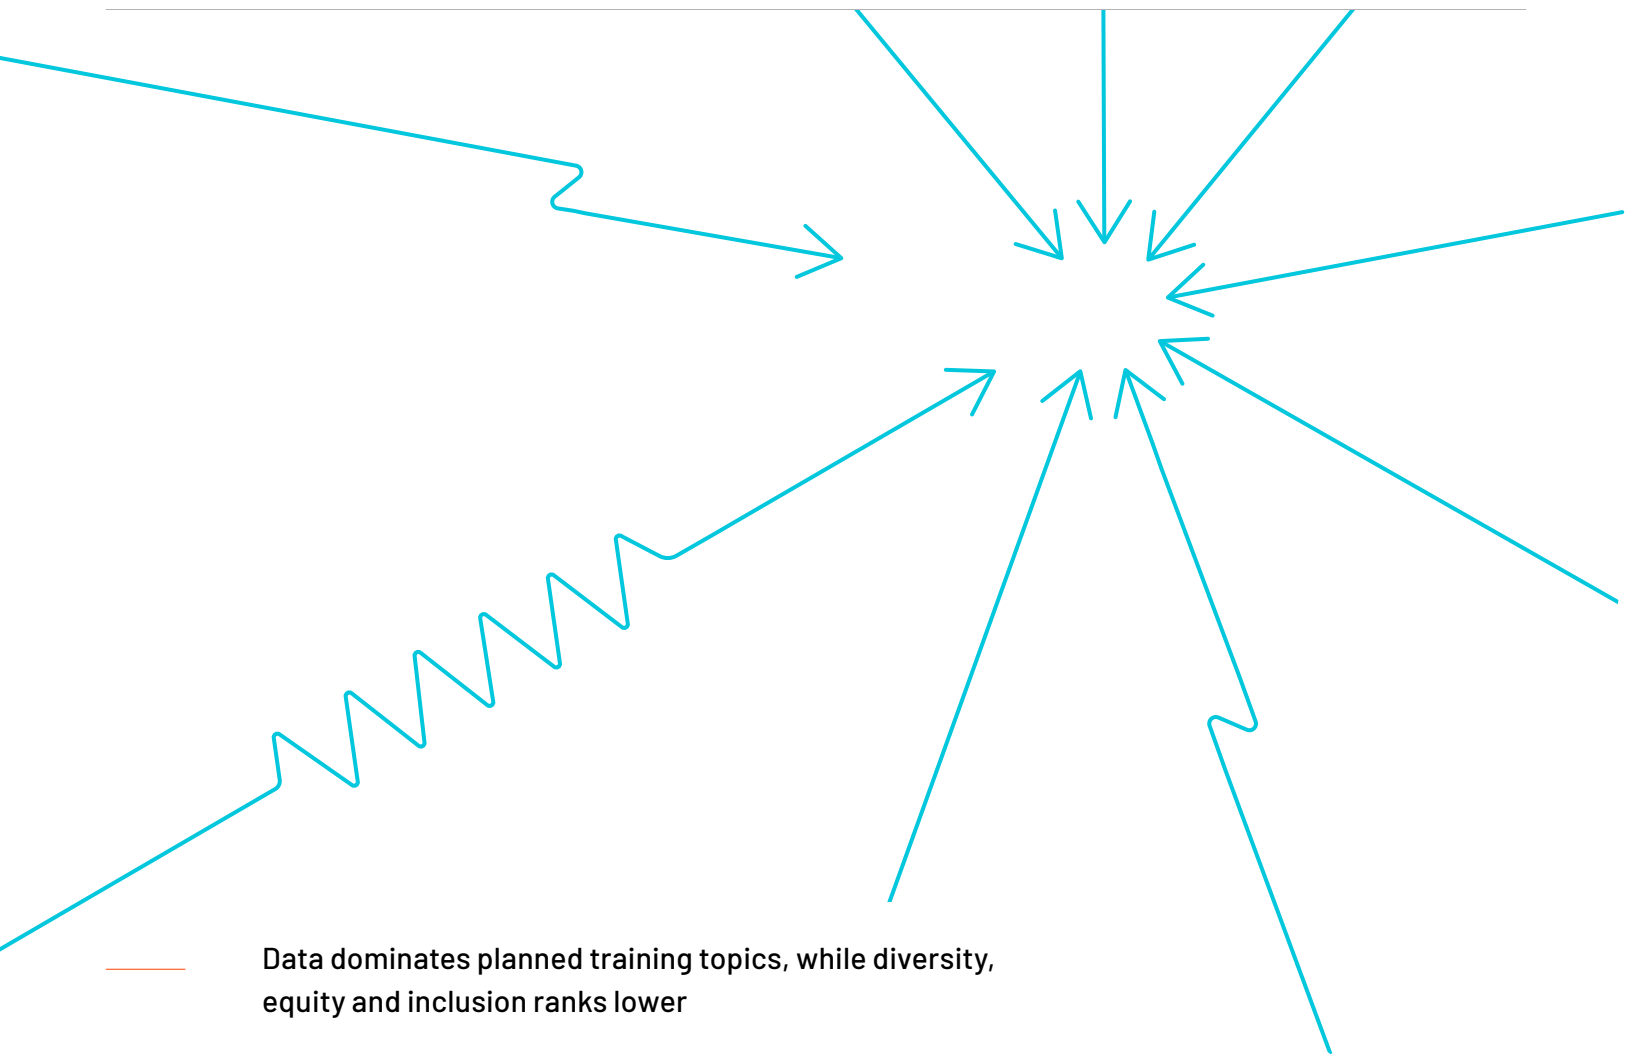 Data dominates planned training topics, while diversity,
equity and inclusion ranks lower